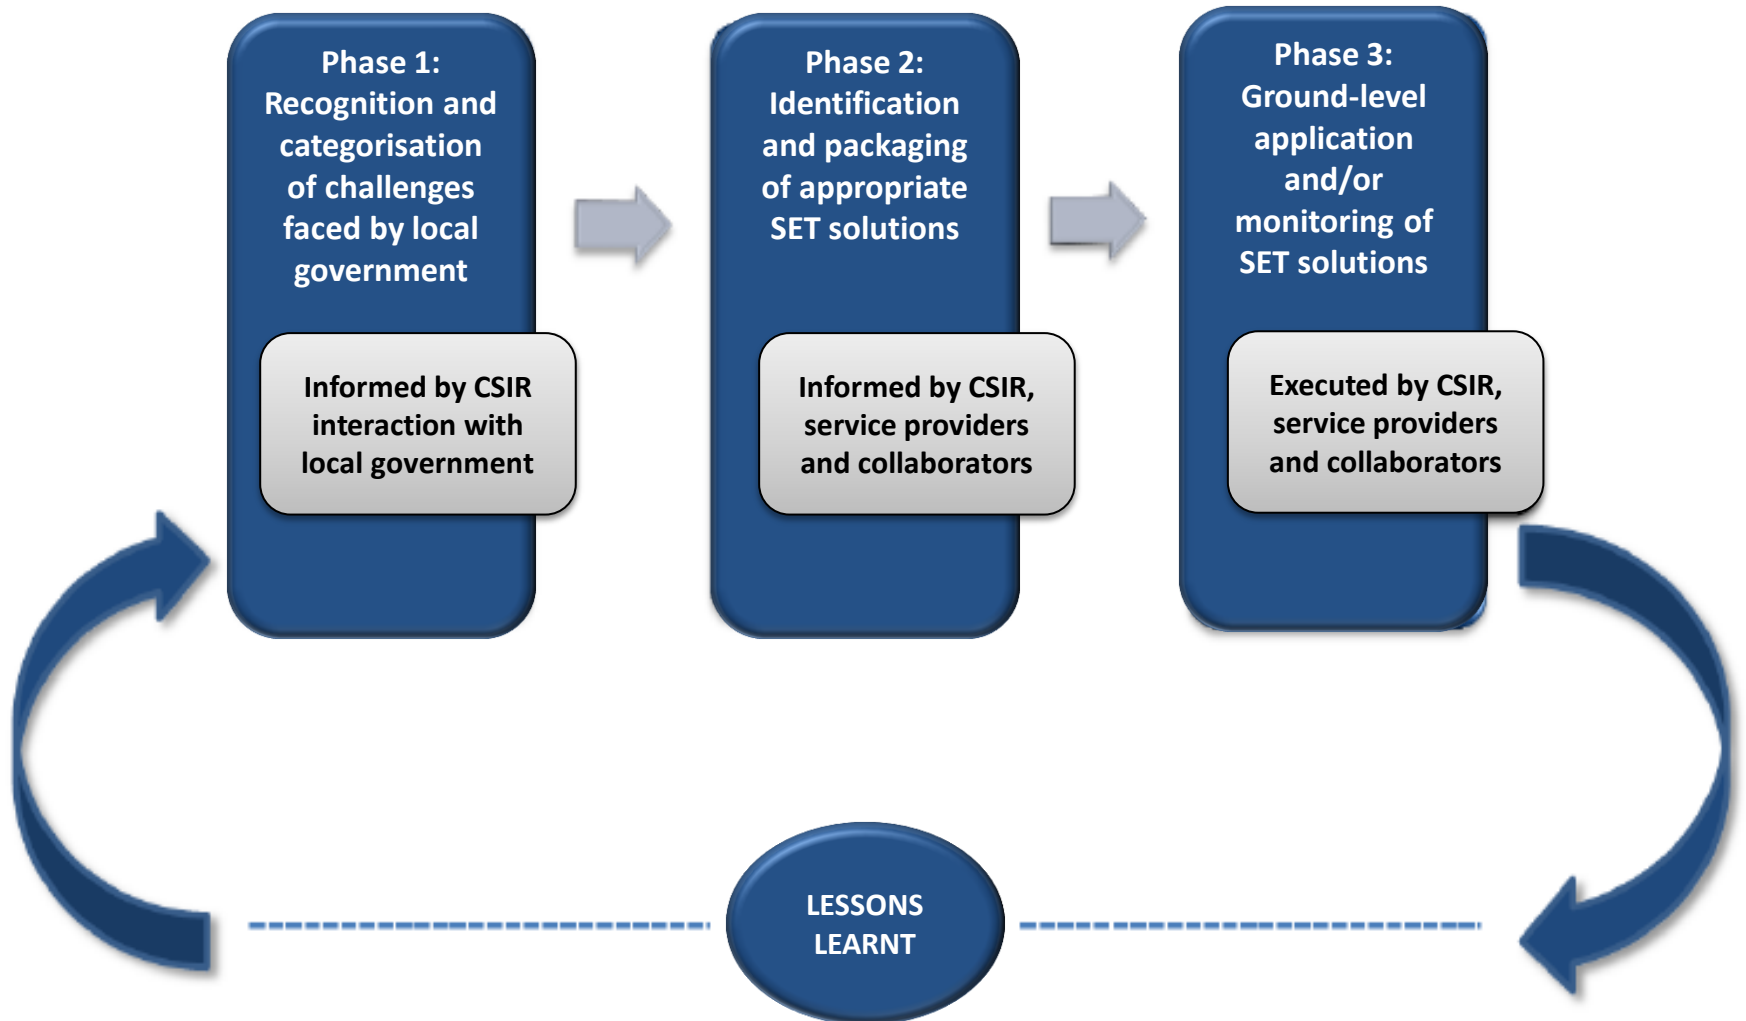 Phase 1:
Recognition and
categorisation
of challenges
faced by local
government
Informed by CSIR
interaction with
local government
Phase 2:
Identification
and packaging
of appropriate
SET solutions
Informed by CSIR,
service providers
and collaborators
Phase 3:
Ground-level
application
and/or
monitoring of
SET solutions
Executed by CSIR,
service providers
and collaborators
LESSONS
LEARNT